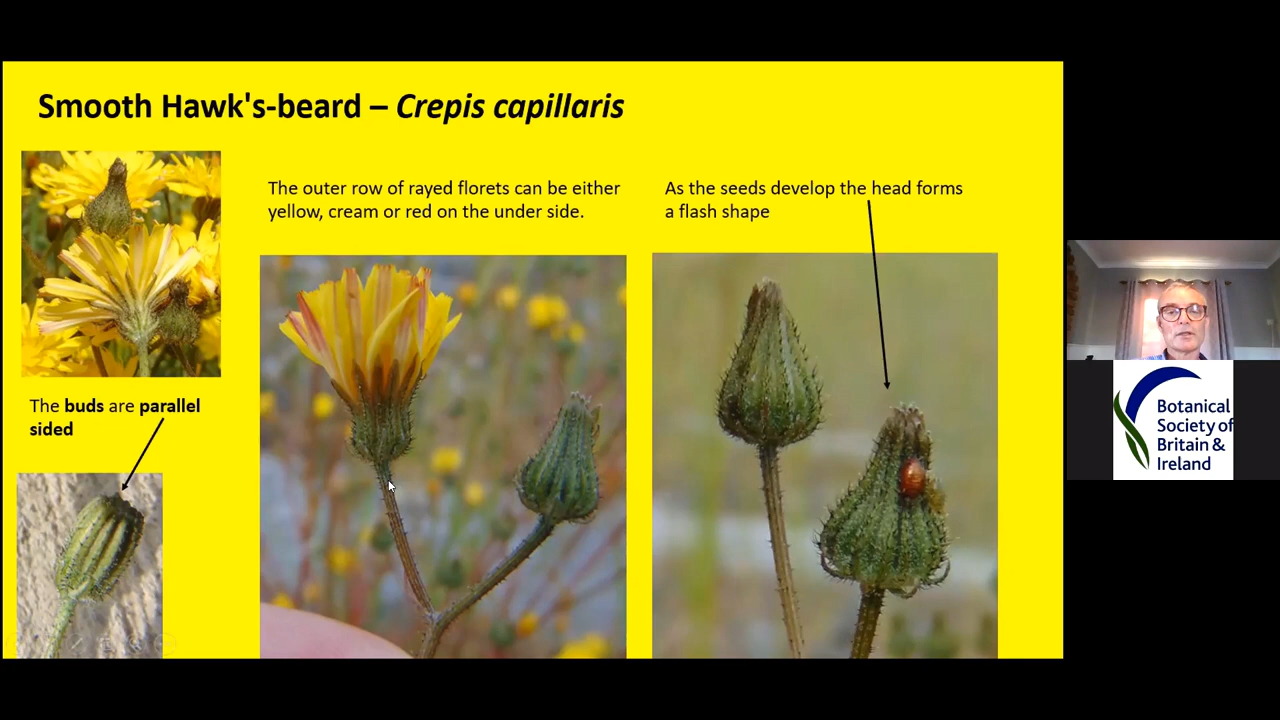 Smooth Hawk's-beard – Crepis capillaris
The outer row of rayed florets can be either
yellow, cream or red on the under side.
As the seeds develop the head forms
a flash shape
The buds are parallel
sided
Botanical
Society of
Britain &
Ireland